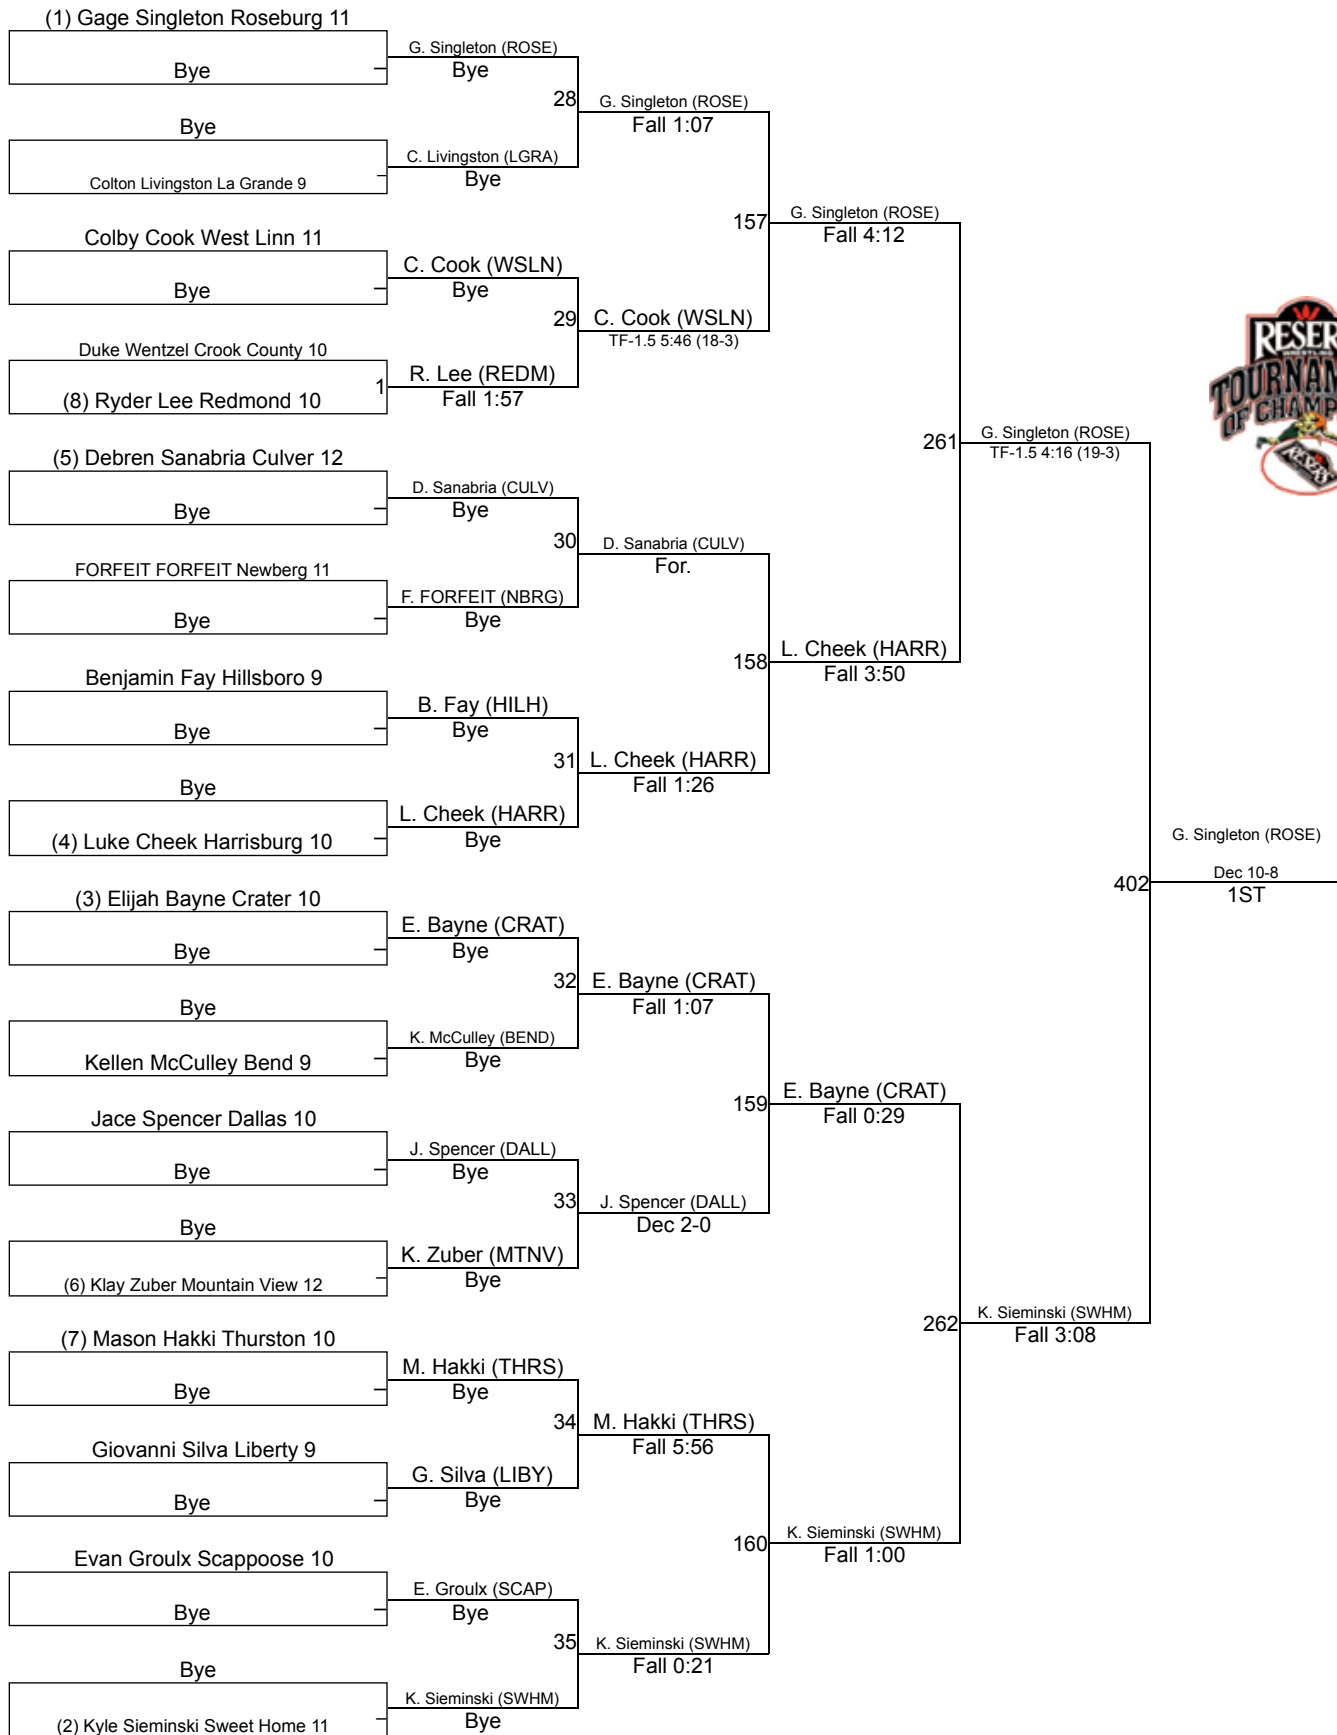 (1) Gage Singleton Roseburg 11
Bye
Bye
Colton Livingston La Grande 9
Colby Cook West Linn 11
Bye
Duke Wentzel Crook County 10
1
(8) Ryder Lee Redmond 10
(5) Debren Sanabria Culver 12
Bye
FORFEIT FORFEIT Newberg 11
Bye
Benjamin Fay Hillsboro 9
Bye
Bye
(4) Luke Cheek Harrisburg 10
(3) Elijah Bayne Crater 10
Bye
Bye
Kellen McCulley Bend 9
Jace Spencer Dallas 10
Bye
Bye
(6) Klay Zuber Mountain View 12
(7) Mason Hakki Thurston 10
Bye
Giovanni Silva Liberty 9
Bye
Evan Groulx Scappoose 10
Bye
Bye
(2) Kyle Sieminski Sweet Home 11
G. Singleton (ROSE)
Bye
28
C. Livingston (LGRA)
Bye
C. Cook (WSLN)
Bye
29
R. Lee (REDM)
Fall 1:57
D. Sanabria (CULV)
Bye
30
F. FORFEIT (NBRG)
Bye
B. Fay (HILH)
Bye
31
L. Cheek (HARR)
Bye
E. Bayne (CRAT)
Bye
32
K. McCulley (BEND)
Bye
J. Spencer (DALL)
Bye
33
K. Zuber (MTNV)
Bye
M. Hakki (THRS)
Bye
34
G. Silva (LIBY)
Bye
E. Groulx (SCAP)
Bye
35
K. Sieminski (SWHM)
Bye
G. Singleton (ROSE)
Fall 1:07
157
C. Cook (WSLN)
TF-1.5 5:46 (18-3)
D. Sanabria (CULV)
For.
158
L. Cheek (HARR)
Fall 1:26
E. Bayne (CRAT)
Fall 1:07
159
J. Spencer (DALL)
Dec 2-0
M. Hakki (THRS)
Fall 5:56
160
K. Sieminski (SWHM)
Fall 0:21
G. Singleton (ROSE)
Fall 4:12
261
L. Cheek (HARR)
Fall 3:50
E. Bayne (CRAT)
Fall 0:29
262
K. Sieminski (SWHM)
Fall 1:00
G. Singleton (ROSE)
TF-1.5 4:16 (19-3)
402
K. Sieminski (SWHM)
Fall 3:08
G. Singleton (ROSE)
Dec 10-8
1ST
RESER
WRESTLING
TOURNAM
OF CHAMP
RESER'S